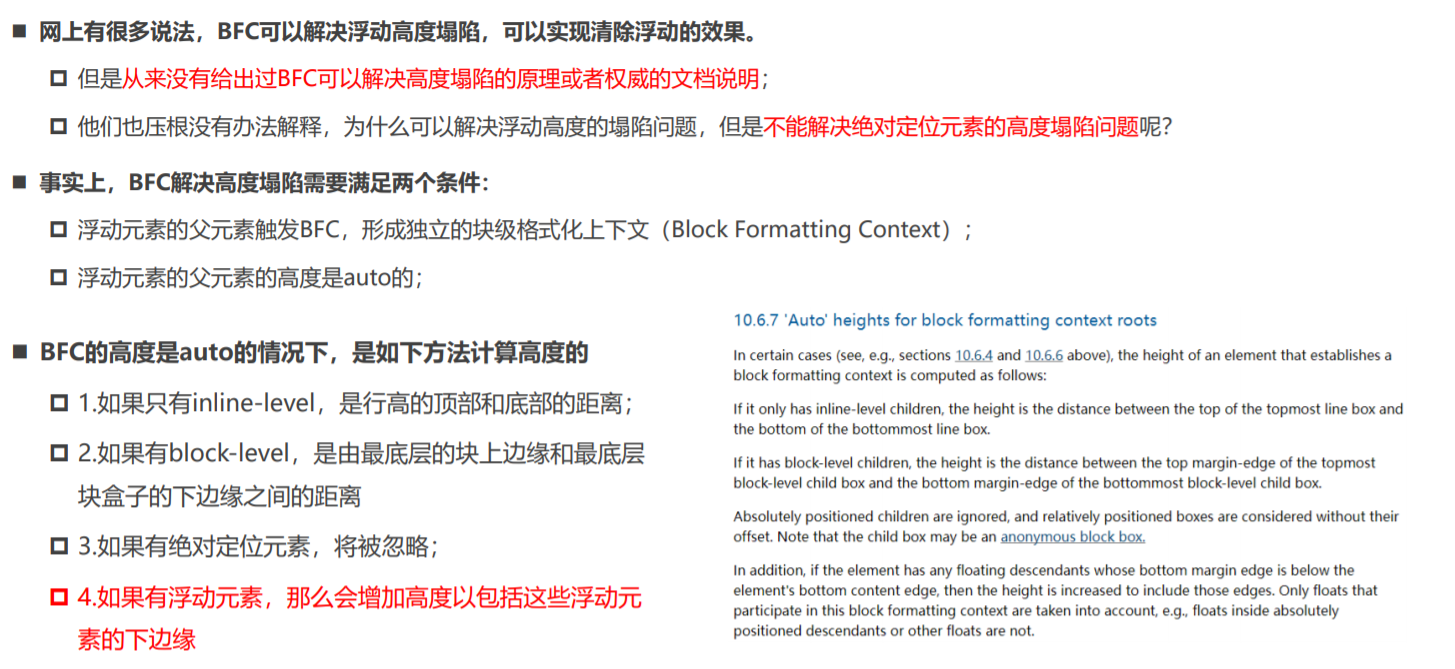 网上有很多说法，BFC可以解决浮动高度塌陷，可以实现清除浮动的效果。
但是从来没有给出过BFC可以解决高度塌陷的原理或者权威的文档说明；
他们也压根没有办法解释，为什么可以解决浮动高度的塌陷问题，但是不能解决绝对定位元素的高度塌陷问题呢？
事实上，BFC解决高度塌陷需要满足两个条件：
浮动元素的父元素触发BFC，形成独立的块级格式化上下文（Block Formatting Context）；
浮动元素的父元素的高度是auto的；
BFC的高度是auto的情况下，是如下方法计算高度的
1.如果只有inline-level，是行高的顶部和底部的距离；
2.如果有block-level，是由最底层的块上边缘和最底层
块盒子的下边缘之间的距离
3.如果有绝对定位元素，将被忽略；
4.如果有浮动元素，那么会增加高度以包括这些浮动元
素的下边缘
10.6.7 'Auto' heights for block formatting context roots
In certain cases (see, e.g., sections 10.6.4 and 10.6.6 above), the height of an element that establishes a
block formatting context is computed as follows:
If it only has inline-level children, the height is the distance between the top of the topmost line box and
the bottom of the bottommost line box.
If it has block-level children, the height is the distance between the top margin-edge of the topmost
block-level child box and the bottom margin-edge of the bottommost block-level child box.
Absolutely positioned children are ignored, and relatively positioned boxes are considered without their
offset. Note that the child box may be an anonymous block box.
In addition, if the element has any floating descendants whose bottom margin edge is below the
element's bottom content edge, then the height is increased to include those edges. Only floats that
participate in this block formatting context are taken into account, e.g., floats inside absolutely
positioned descendants or other floats are not.